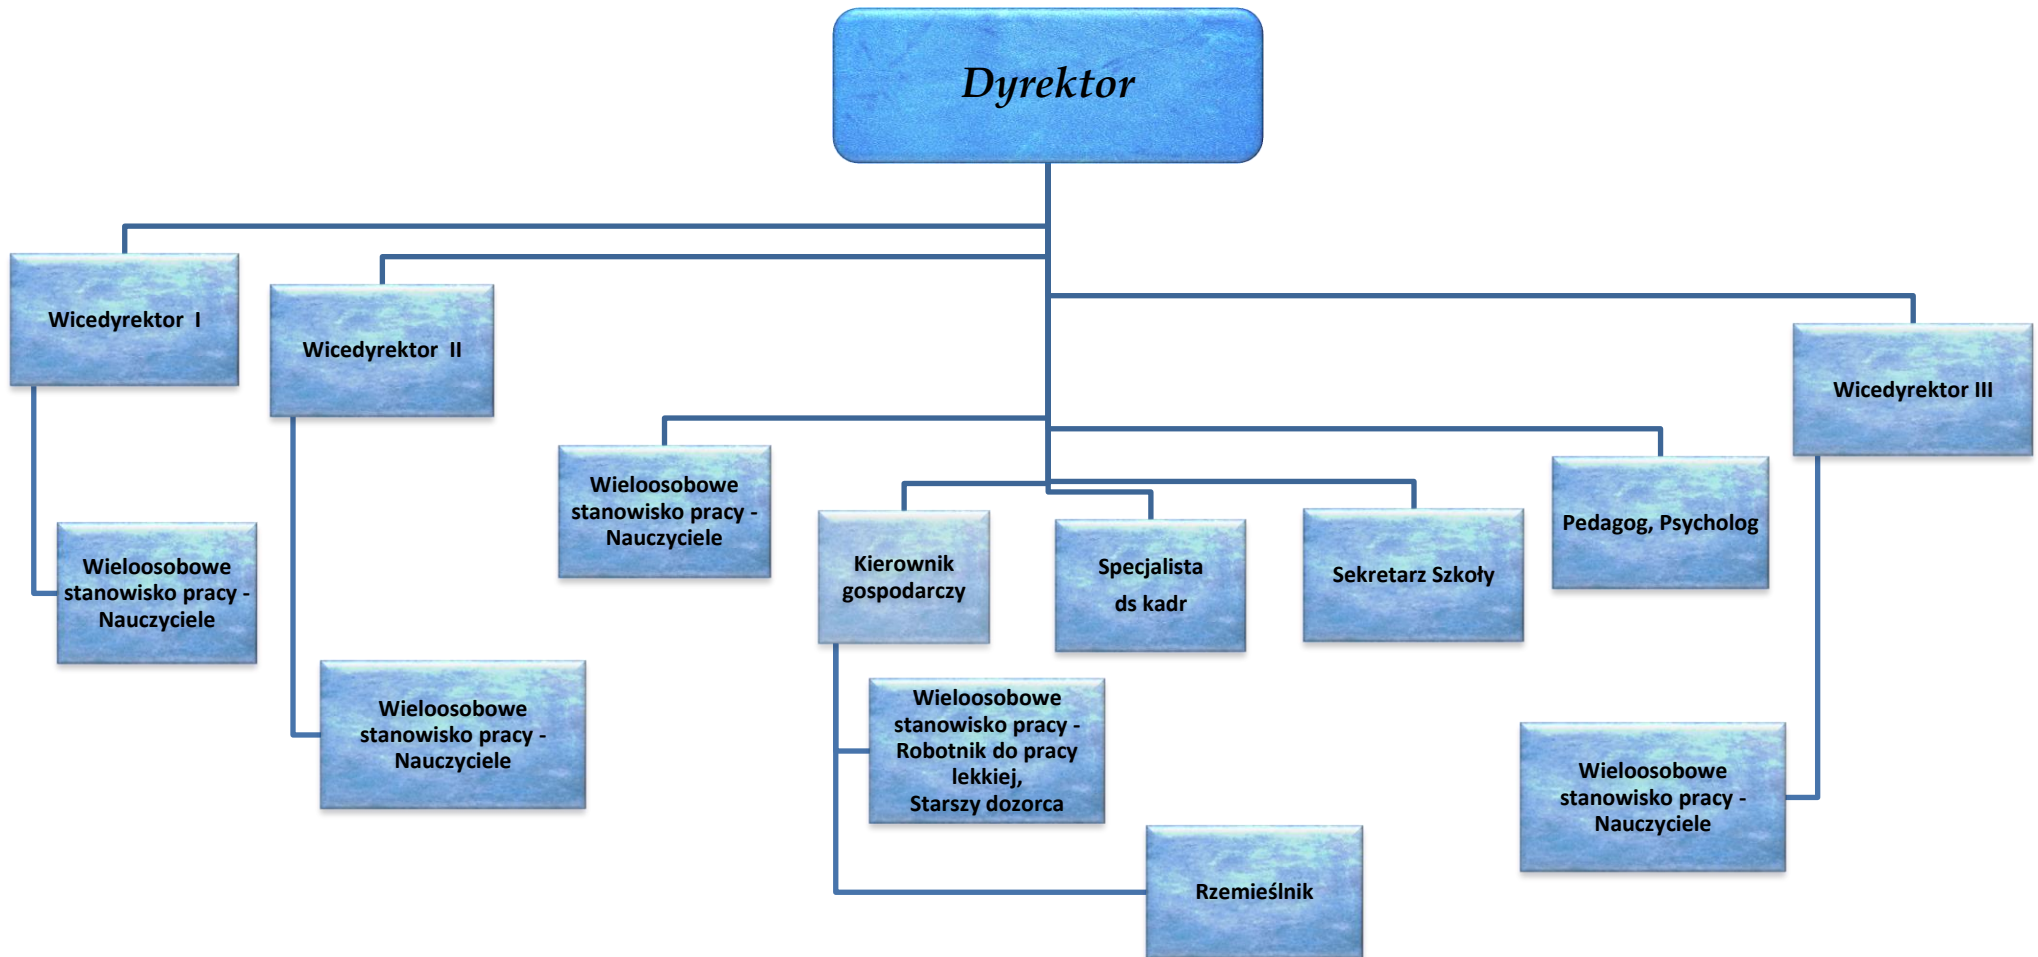 Dyrektor
Wicedyrektor I
Wicedyrektor II
Wicedyrektor III
Wieloosobowe
stanowisko pracy -
Nauczyciele
Kierownik
gospodarczy
Specjalista
ds kadr
Sekretarz Szkoły
Pedagog, Psycholog
Wieloosobowe
stanowisko pracy -
Nauczyciele
Wieloosobowe
stanowisko pracy -
Nauczyciele
Wieloosobowe
stanowisko pracy -
Robotnik do pracy
lekkiej,
Starszy dozorca
Wieloosobowe
stanowisko pracy -
Nauczyciele
Rzemieślnik